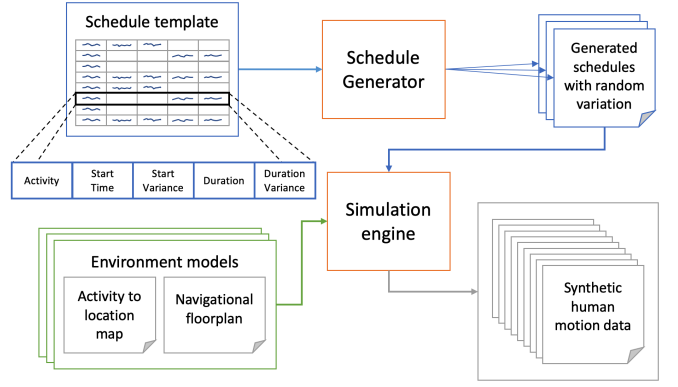 Schedule template
Schedule
Generator
Generated
schedules
with random
variation
Activity
Start
Time
Start
Variance
Duration
Duration
Variance
Simulation
engine
Environment models
Activity to
location
map
Navigational
floorplan
Synthetic
human
motion data